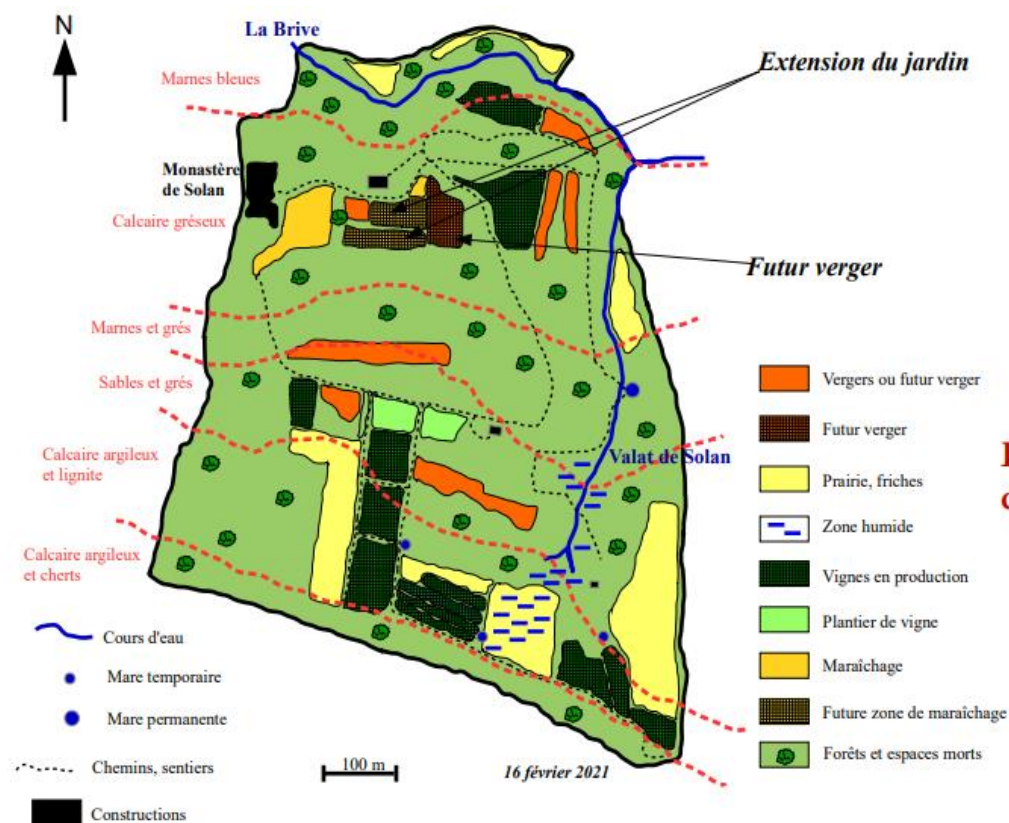 N
La Brive
Marnes bleues
Extension du jardin
Monastère
de Solan
Calcaire gréseux
Futur verger
Marnes et grés
Sables et grés
Calcaire argileux
et lignite
Valat de Solan
Calcaire argileux
et cherts
Cours d'eau
Mare temporaire
Mare permanente
Chemins, sentiers
Constructions
100 m
16 février 2021
Vergers ou futur verger
Futur verger
Prairie, friches
Zone humide
Vignes en production
Plantier de vigne
Maraîchage
Future zone de maraîchage
Forêts et espaces morts